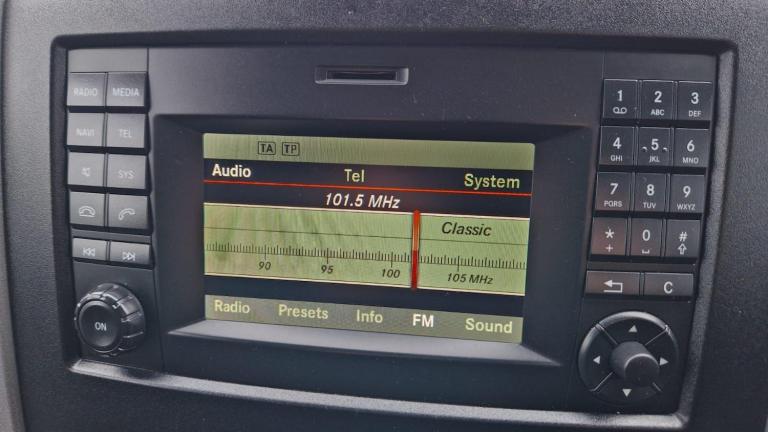 RADIO MEDIA
NAVI TEL
SYS
ON
TA TP
Audio Tel System
101.5 MHz
Classic
90 95 100 105 MHz
Radio Presets Info FM Sound
1 2 ABC 3 DEF
4 GHI 5 JKL 6 MNO
7 PQRS 8 TUV 9 WXYZ
* + 0 #
C